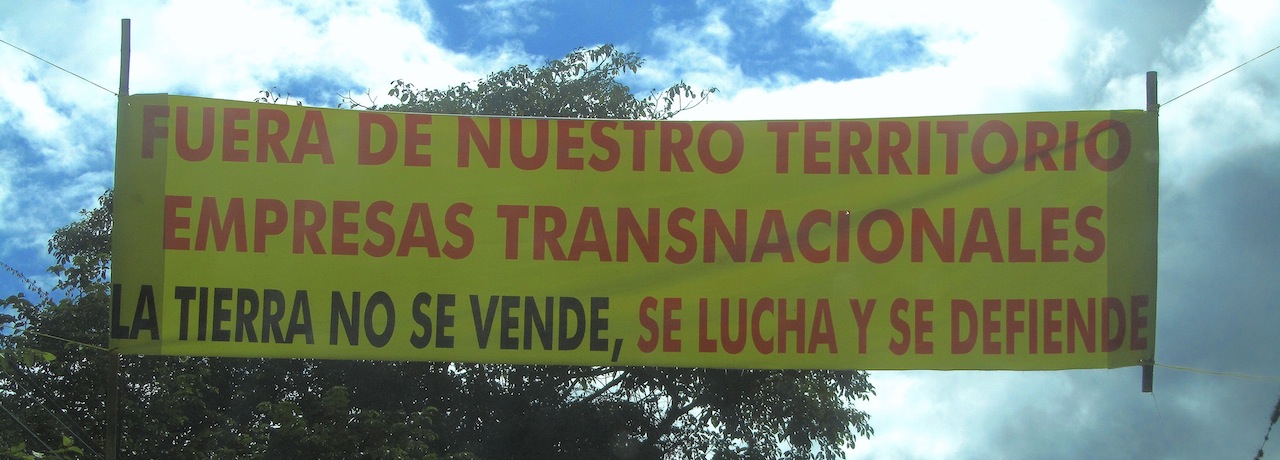 FUERA DE NUESTRO TERRITORIO
EMPRESAS TRANSNACIONALES
LA TIERRA NO SE VENDE, SE LUCHA Y SE DEFIENDE